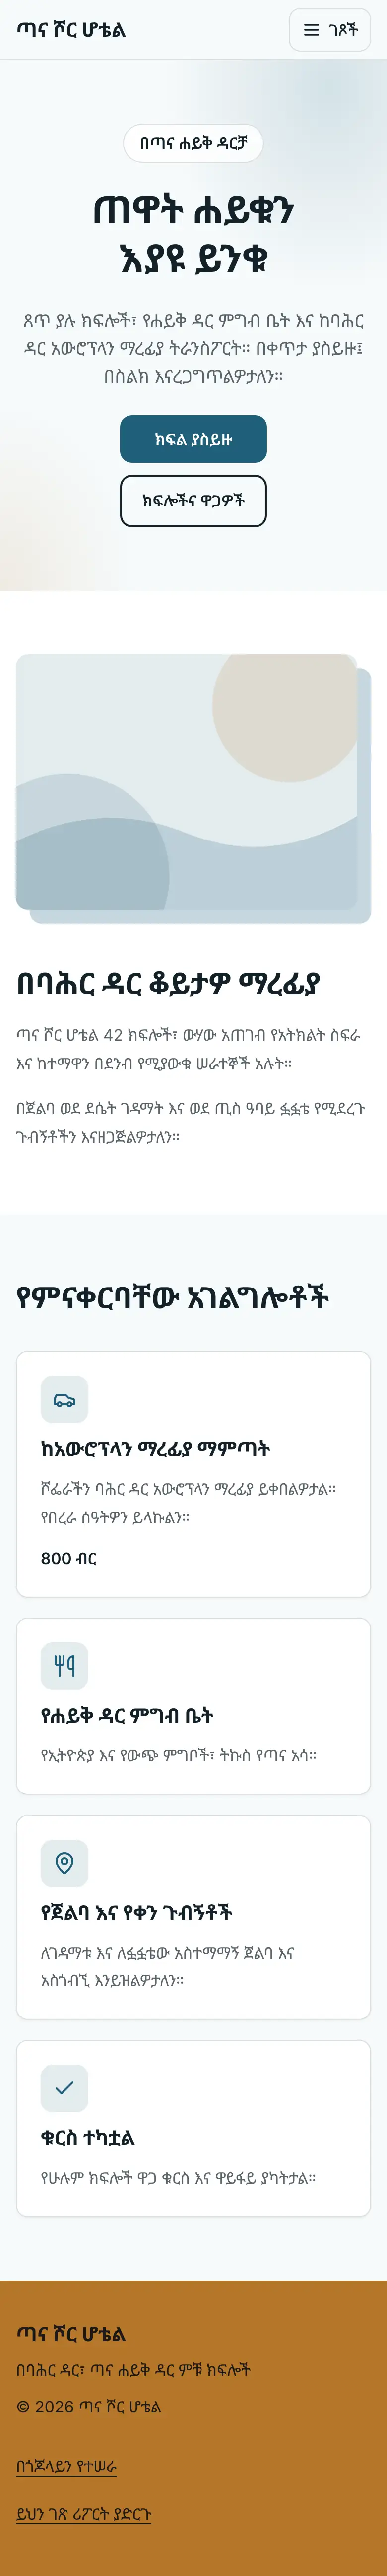 ጣና ሾር ሆቴል
ገጾች
በጣና ሐይቅ ዳርቻ
ጠዋት ሐይቁን
እያዩ ይንቁ
ጸጥ ያሉ ክፍሎች፣ የሐይቅ ዳር ምግብ ቤት እና ከባሕር
ዳር አውሮፕላን ማረፊያ ትራንስፖርት። በቀጥታ ያስይዙ፤
በስልክ እናረጋግጥልዎታለን።
ክፍል ያስይዙ
ክፍሎችና ዋጋዎች
በባሕር ዳር ቆይታዎ ማረፊያ
ጣና ሾር ሆቴል 42 ክፍሎች፣ ውሃው አጠገብ የአትክልት ስፍራ
እና ከተማዋን በደንብ የሚያውቁ ሠራተኞች አሉት።
በጀልባ ወደ ደሴት ገዳማት እና ወደ ጢስ ዓባይ ፏፏቴ የሚደረጉ
ጉብኝቶችን እናዘጋጅልዎታለን።
የምናቀርባቸው አገልግሎቶች
ከአውሮፕላን ማረፊያ ማምጣት
ሾፌራችን ባሕር ዳር አውሮፕላን ማረፊያ ይቀበልዎታል።
የበረራ ሰዓትዎን ይላኩልን።
800 ብር
የሐይቅ ዳር ምግብ ቤት
የኢትዮጵያ እና የውጭ ምግቦች፣ ትኩስ የጣና አሳ።
የጀልባ እና የቀን ጉብኝቶች
ለገዳማቱ እና ለፏፏቴው አስተማማኝ ጀልባ እና
አስጎብኚ እንይዝልዎታለን።
ቁርስ ተካቷል
የሁሉም ክፍሎች ዋጋ ቁርስ እና ዋይፋይ ያካትታል።
ጣና ሾር ሆቴል
በባሕር ዳር፣ ጣና ሐይቅ ዳር ምቹ ክፍሎች
© 2026 ጣና ሾር ሆቴል
በጎጆላይን የተሠራ
ይህን ገጽ ሪፖርት ያድርጉ